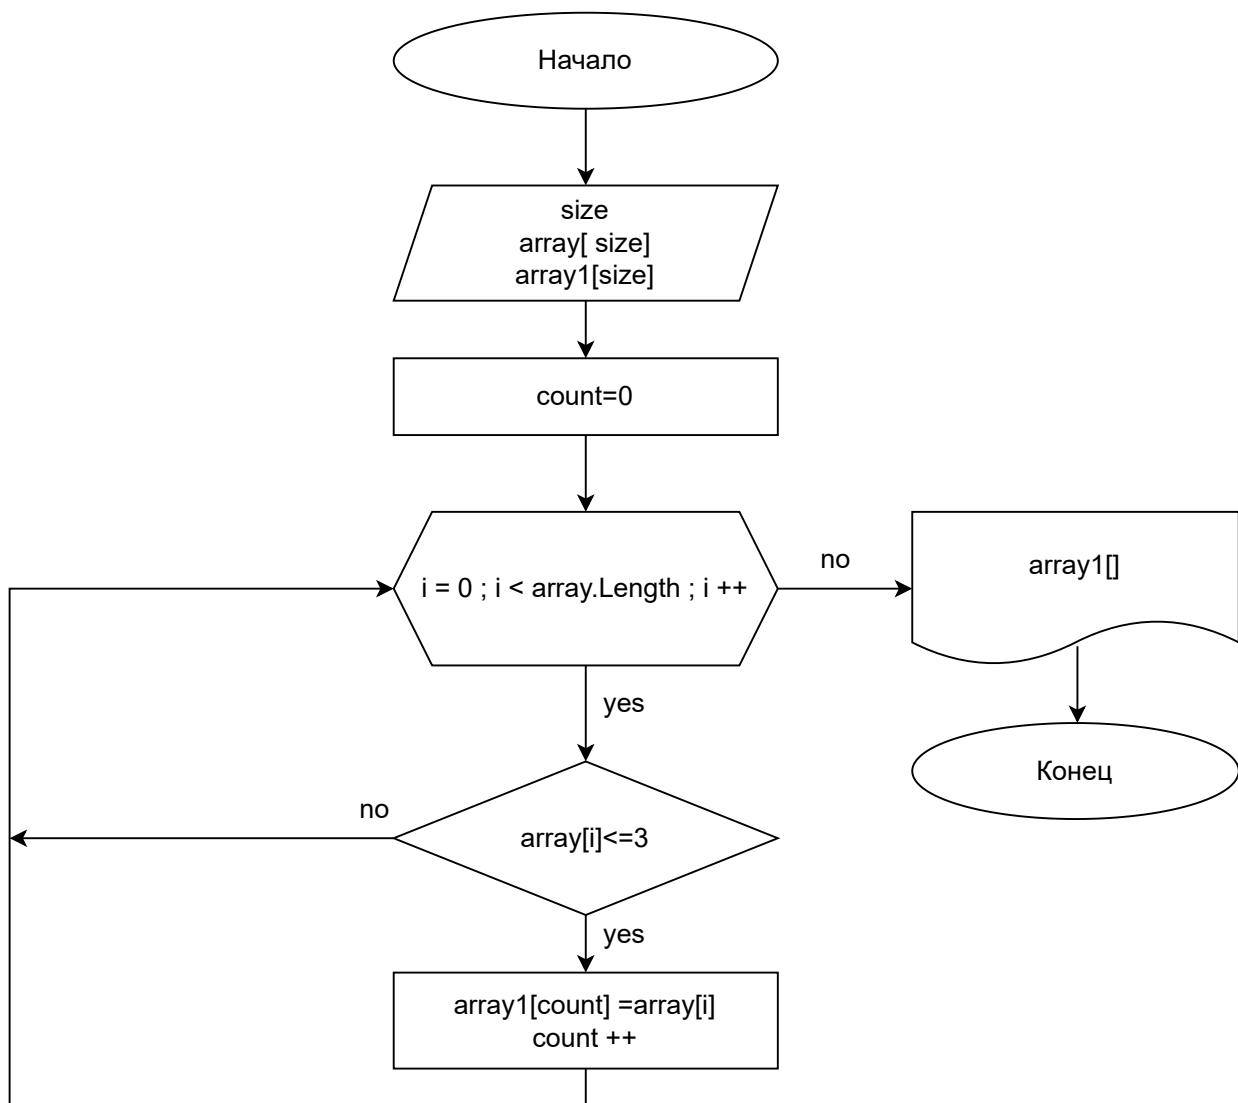 Начало
size
array[ size]
array1[size]
count=0
i = 0 ; i < array.Length ; i ++
no
array1[]
yes
Конец
no
array[i]<=3
yes
array1[count] =array[i]
count ++